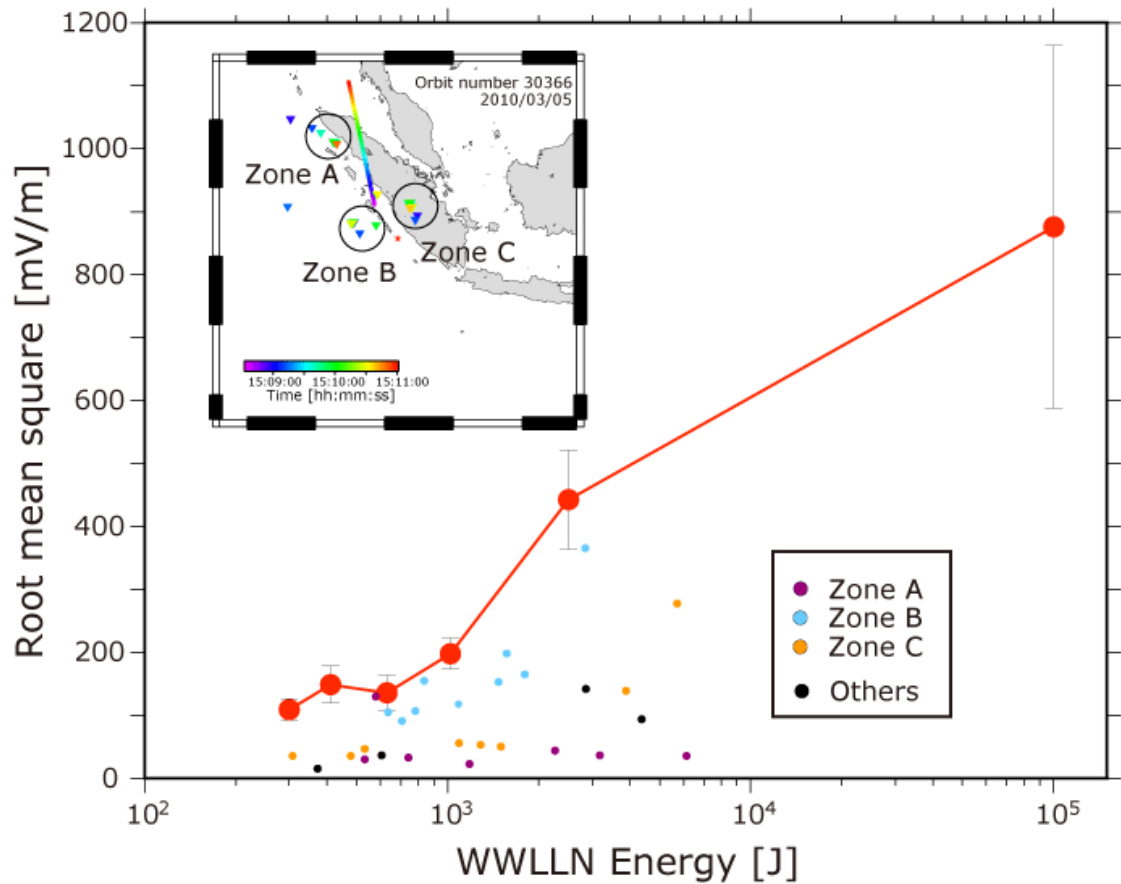 Root mean square [mV/m]
1200
1000
800
600
400
200
0
10²
10³
10⁴
10⁵
WWLLN Energy [J]
Orbit number 30366
2010/03/05
Zone A
Zone B
Zone C
15:09:00 15:10:00 15:11:00
Time [hh:mm:ss]
Zone A
Zone B
Zone C
Others